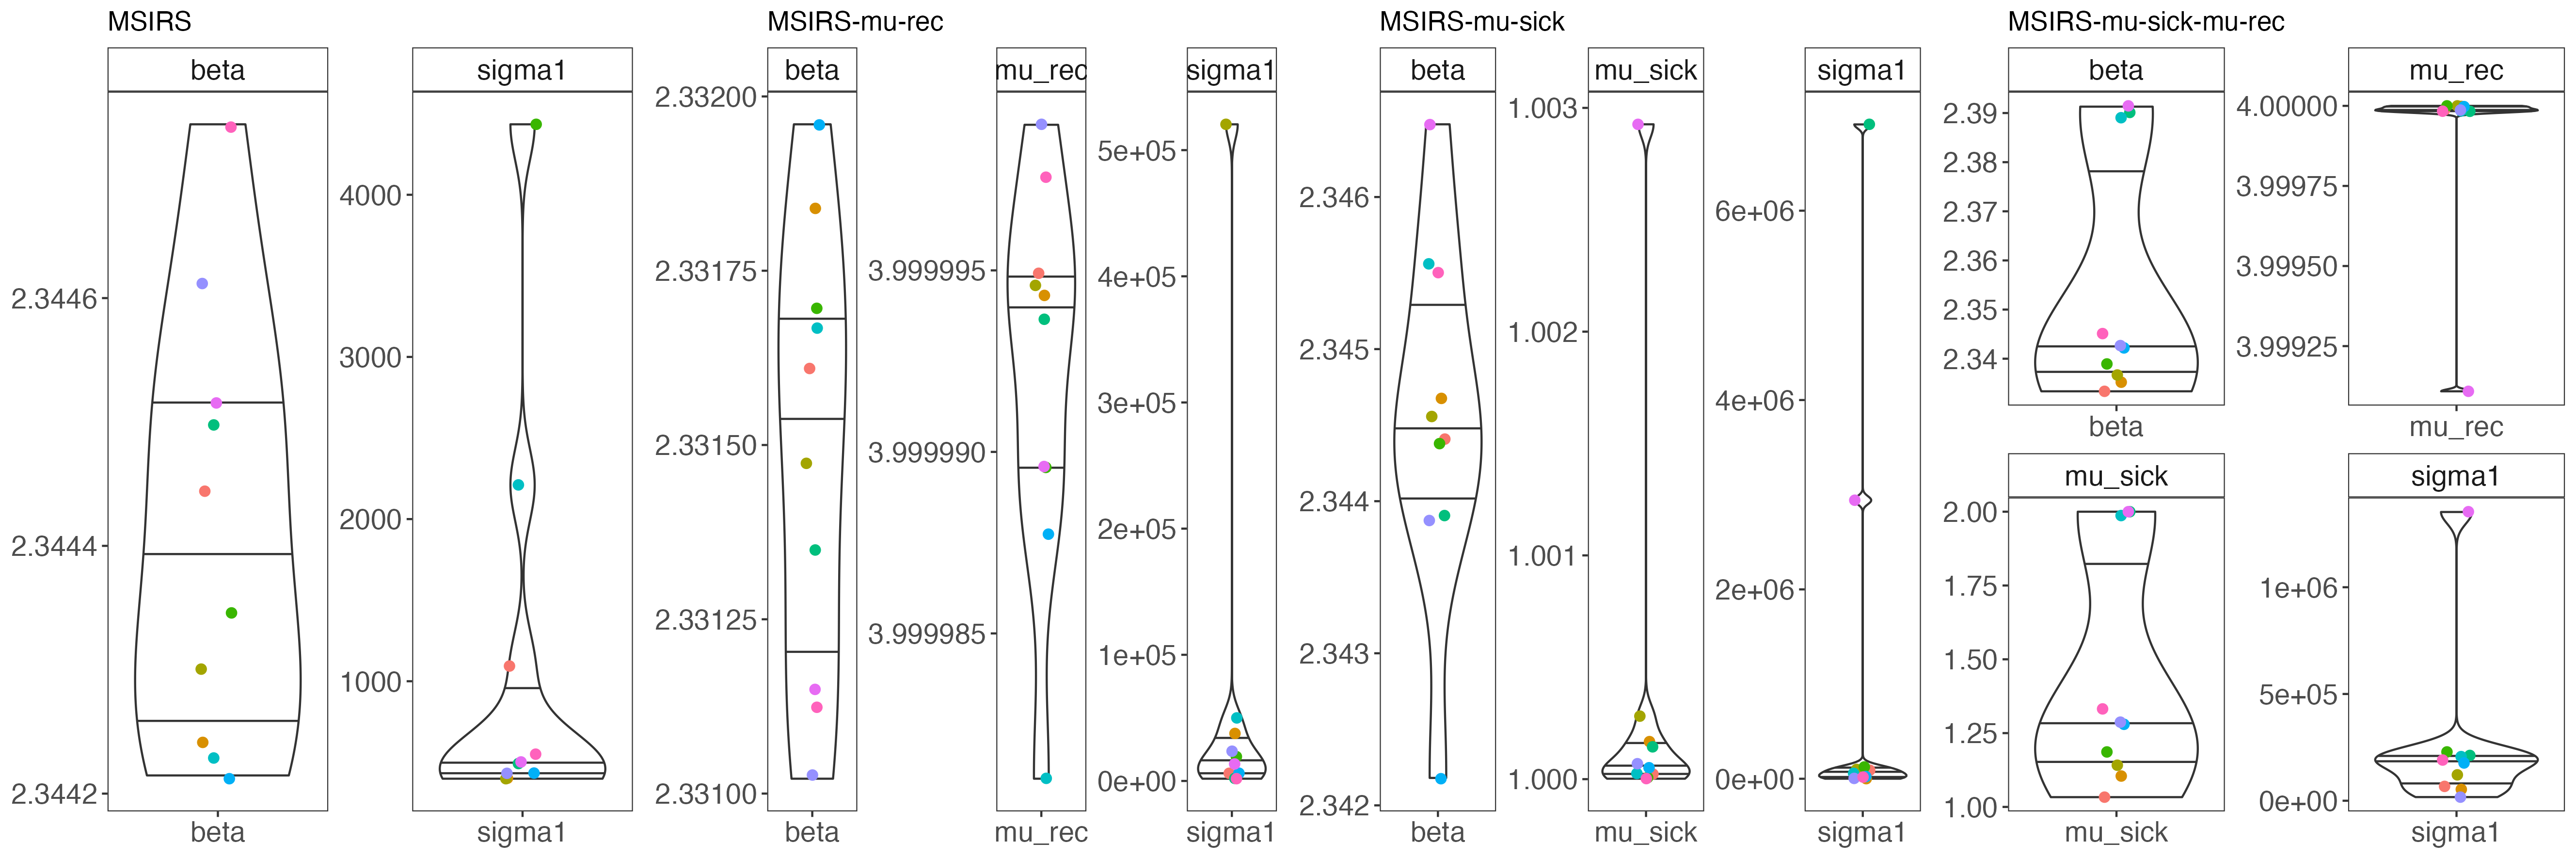 MSIRS
MSIRS-mu-rec
MSIRS-mu-sick
MSIRS-mu-sick-mu-rec
beta
2.3446
2.3444
2.3442
beta
sigma1
4000
3000
2000
1000
sigma1
beta
2.33200
2.33175
2.33150
2.33125
2.33100
beta
mu_rec
3.999995
3.999990
3.999985
mu_rec
sigma1
5e+05
4e+05
3e+05
2e+05
1e+05
0e+00
sigma1
beta
2.346
2.345
2.344
2.343
2.342
beta
mu_sick
1.003
1.002
1.001
1.000
mu_sick
sigma1
6e+06
4e+06
2e+06
0e+00
sigma1
beta
2.39
2.38
2.37
2.36
2.35
2.34
beta
mu_rec
4.00000
3.99975
3.99950
3.99925
mu_rec
mu_sick
2.00
1.75
1.50
1.25
1.00
mu_sick
sigma1
1e+06
5e+05
0e+00
sigma1